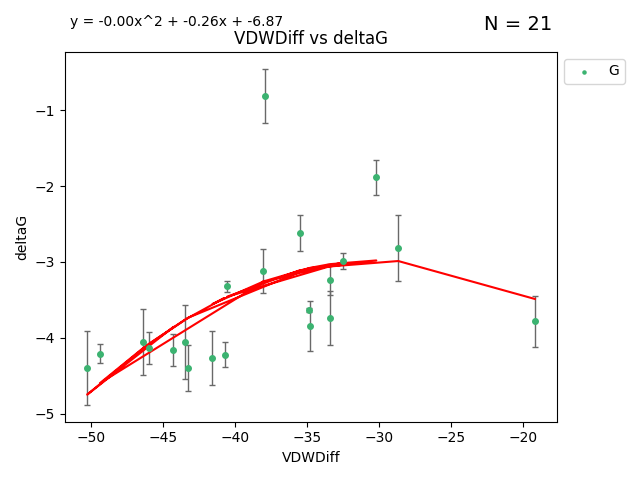 y = -0.00x^2 + -0.26x + -6.87
N = 21
VDWDiff vs deltaG
G
deltaG
−1
−2
−3
−4
−5
−50
−45
−40
−35
−30
−25
−20
VDWDiff